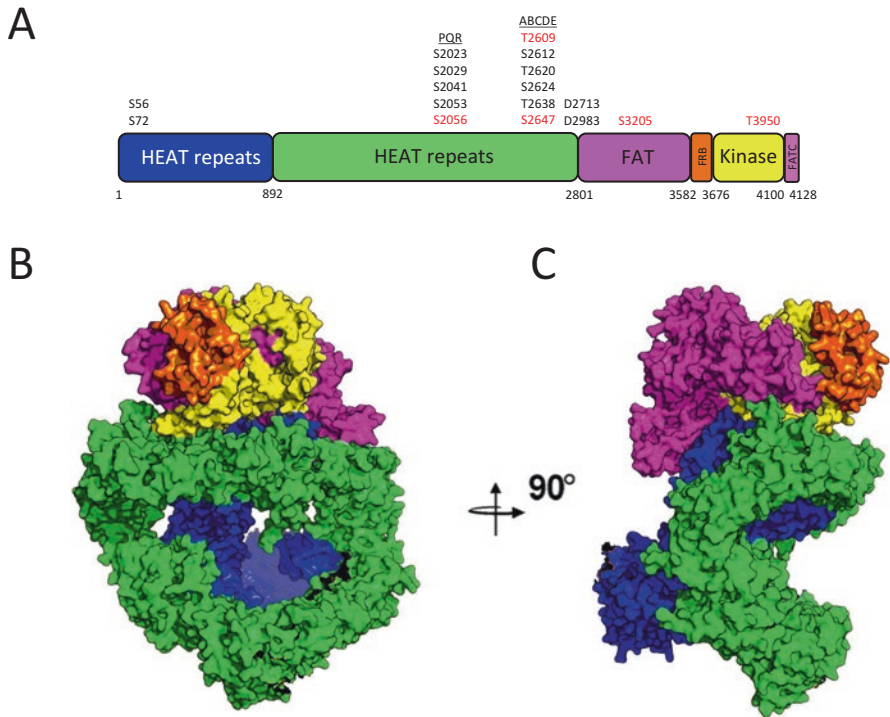 A
PQR
S2023
S2029
S2041
S2053
S2056
ABCDE
T2609
S2612
T2620
S2624
T2638
S2647
S56
S72
D2713
D2983
S3205
T3950
HEAT repeats
HEAT repeats
FAT
FRB
Kinase
FATC
1 892 2801 3582 3676 4100 4128
B
C
90°